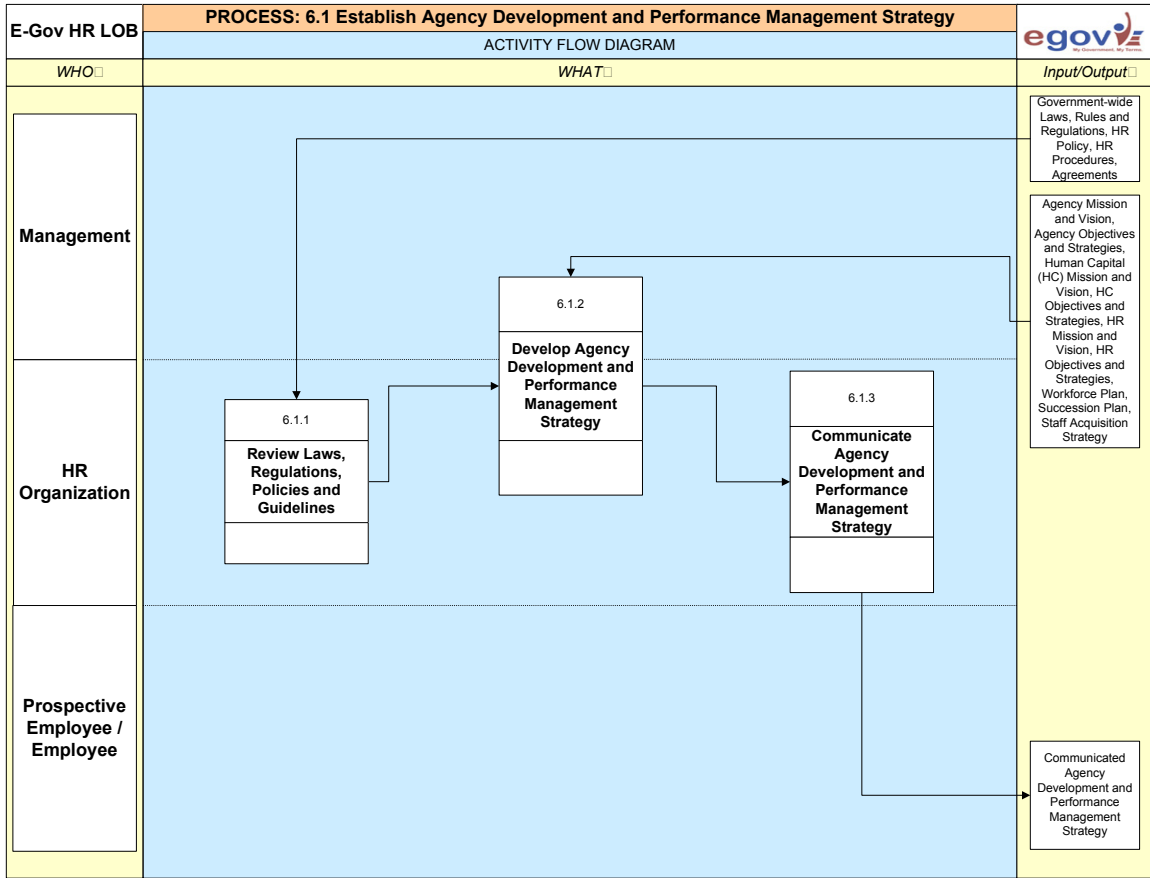 E-Gov HR LOB
PROCESS: 6.1 Establish Agency Development and Performance Management Strategy
ACTIVITY FLOW DIAGRAM
egov
My Government. My Terms.
WHO□
WHAT□
Input/Output□
Management
HR
Organization
Prospective
Employee /
Employee
6.1.1
Review Laws,
Regulations,
Policies and
Guidelines
6.1.2
Develop Agency
Development and
Performance
Management
Strategy
6.1.3
Communicate
Agency
Development and
Performance
Management
Strategy
Government-wide
Laws, Rules and
Regulations, HR
Policy, HR
Procedures,
Agreements
Agency Mission
and Vision,
Agency Objectives
and Strategies,
Human Capital
(HC) Mission and
Vision, HC
Objectives and
Strategies, HR
Mission and
Vision, HR
Objectives and
Strategies,
Workforce Plan,
Succession Plan,
Staff Acquisition
Strategy
Communicated
Agency
Development and
Performance
Management
Strategy